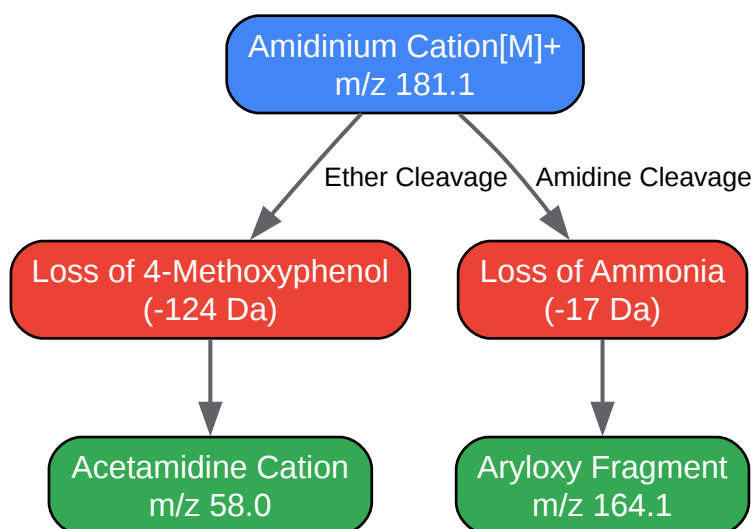 Amidinium Cation[M]+
m/z 181.1
Ether Cleavage
Amidine Cleavage
Loss of 4-Methoxyphenol
(-124 Da)
Loss of Ammonia
(-17 Da)
Acetamidine Cation
m/z 58.0
Aryloxy Fragment
m/z 164.1